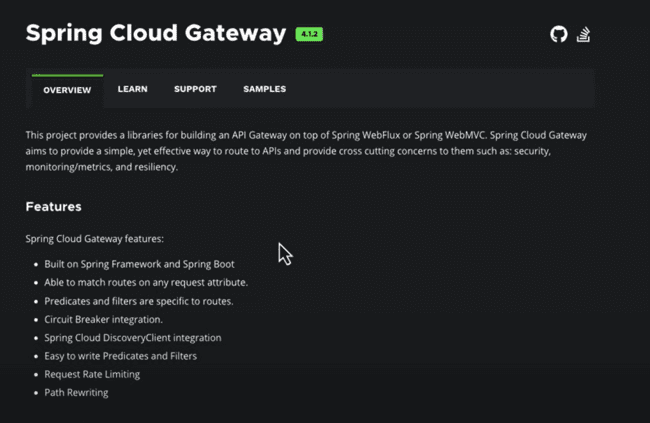 Spring Cloud Gateway 4.1.2
OVERVIEW LEARN SUPPORT SAMPLES
This project provides a libraries for building an API Gateway on top of Spring WebFlux or Spring WebMVC. Spring Cloud Gateway
aims to provide a simple, yet effective way to route to APIs and provide cross cutting concerns to them such as: security,
monitoring/metrics, and resiliency.
Features
Spring Cloud Gateway features:
• Built on Spring Framework and Spring Boot
• Able to match routes on any request attribute.
• Predicates and filters are specific to routes.
• Circuit Breaker integration.
• Spring Cloud DiscoveryClient integration
• Easy to write Predicates and Filters
• Request Rate Limiting
• Path Rewriting